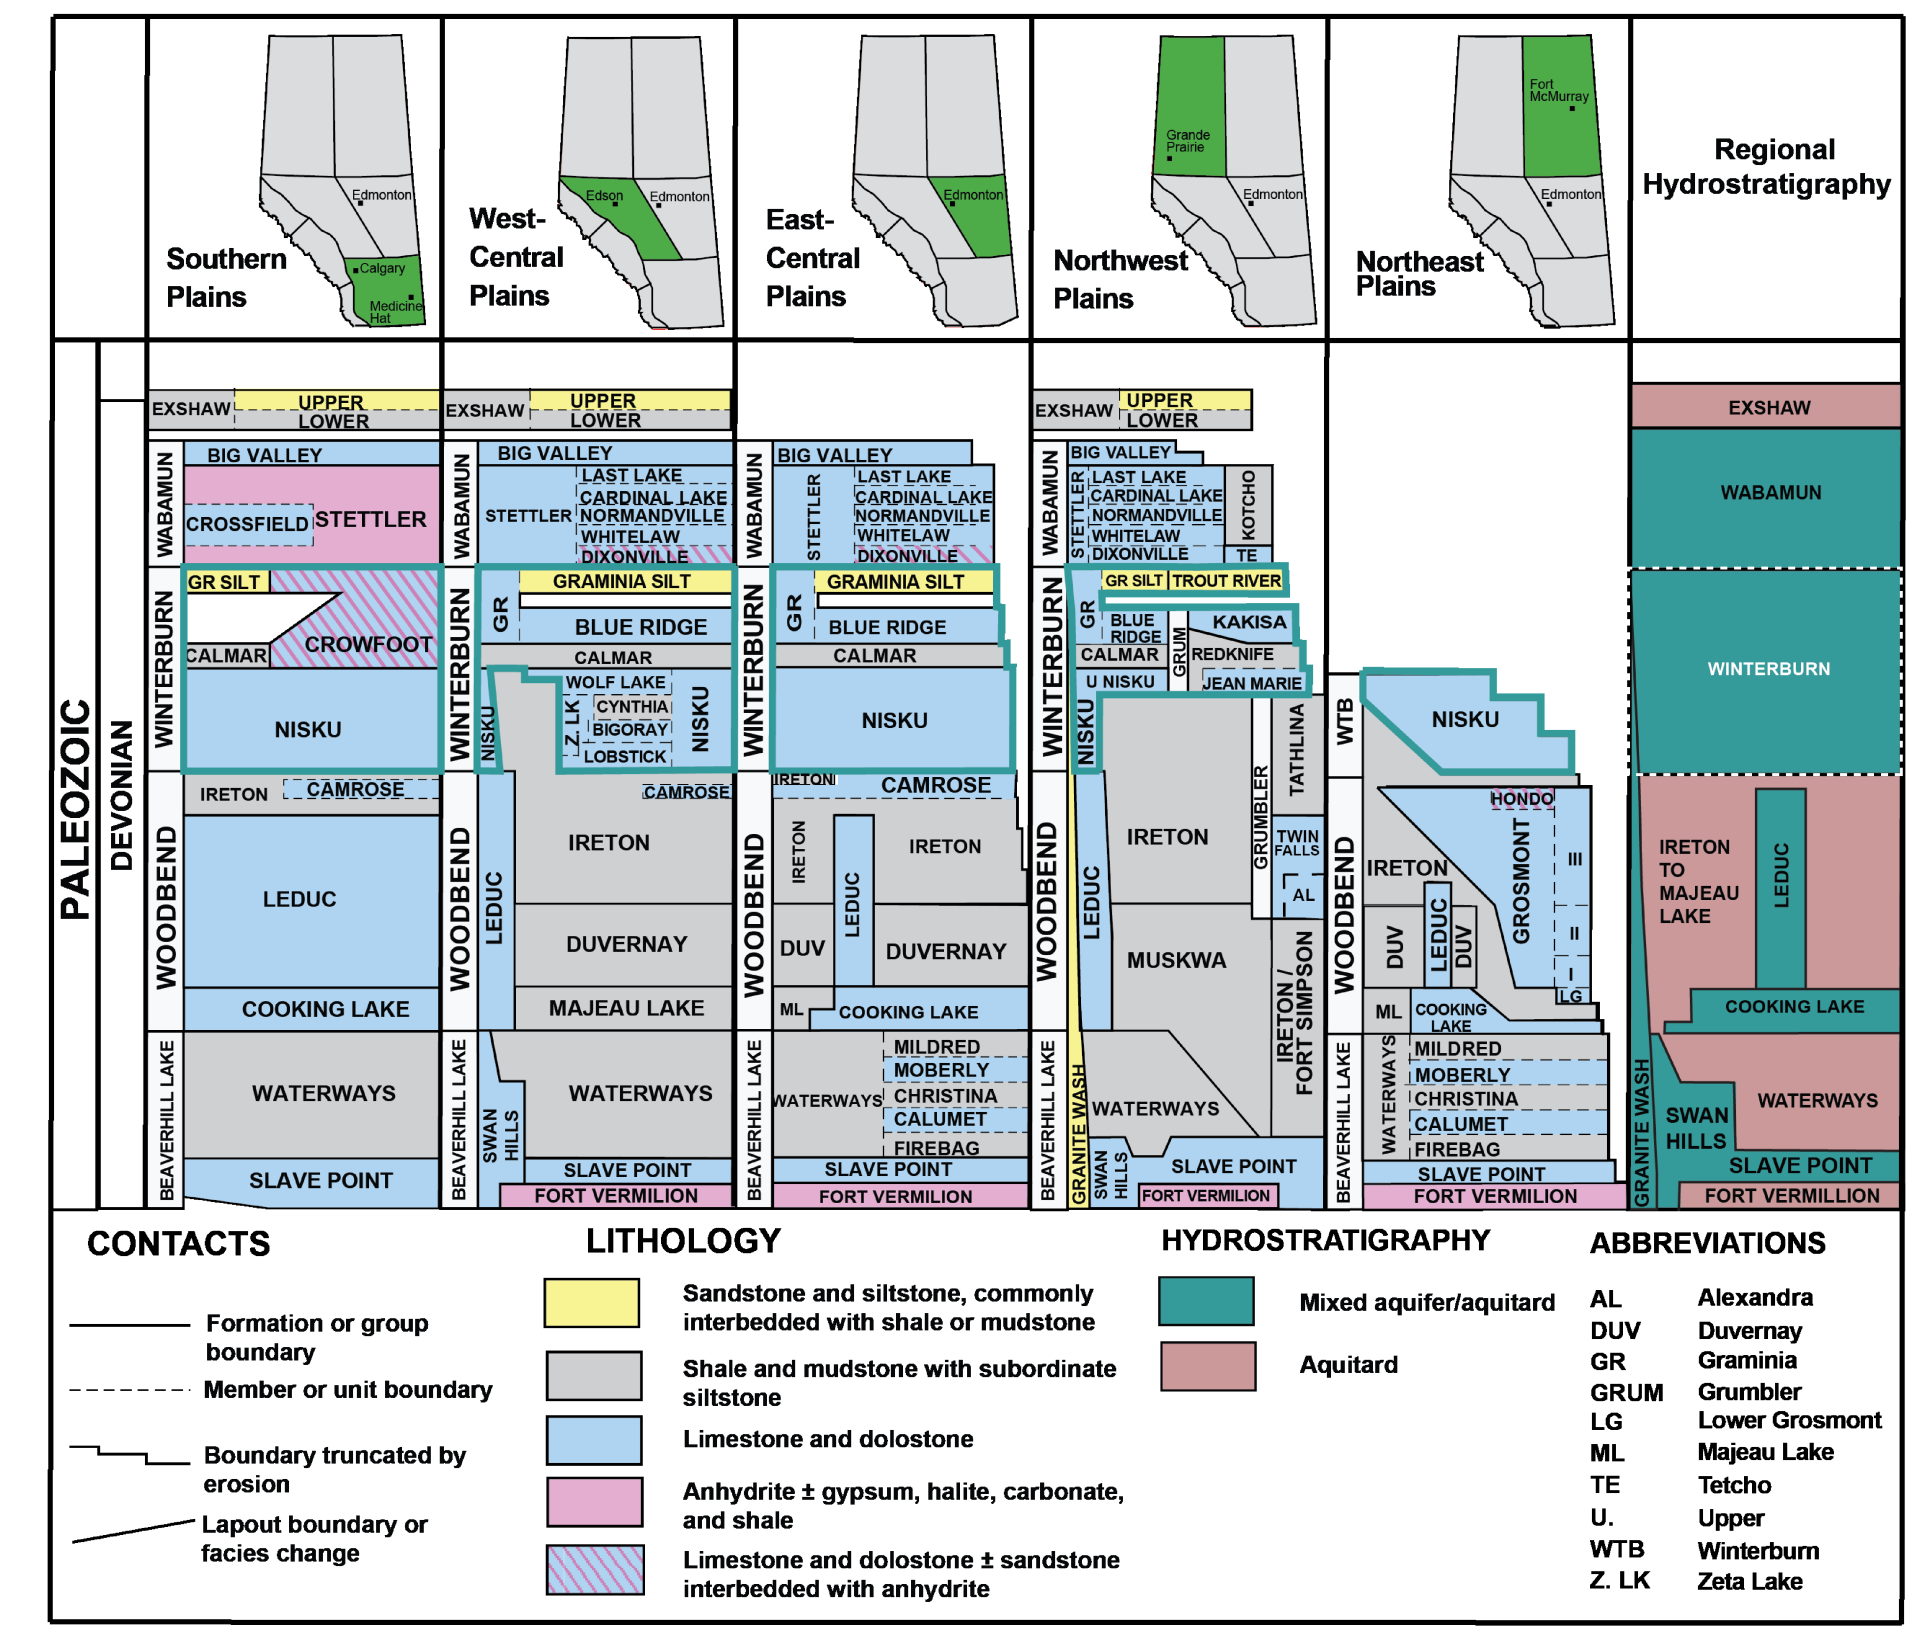 Southern
Plains
Edmonton
Calgary
Medicine
Hat
West-
Central
Plains
Edson
Edmonton
East-
Central
Plains
Edmonton
Northwest
Plains
Grande
Prairie
Edmonton
Northeast
Plains
Fort
McMurray
Edmonton
Regional
Hydrostratigraphy
PALEOZOIC
DEVONIAN
EXSHAW
UPPER
LOWER
WABAMUN
BIG VALLEY
CROSSFIELD
STETTLER
WINTERBURN
GR SILT
CROWFOOT
CALMAR
NISKU
WOODBEND
IRETON
CAMROSE
LEDUC
COOKING LAKE
BEAVERHILL LAKE
WATERWAYS
SLAVE POINT
EXSHAW
UPPER
LOWER
WABAMUN
BIG VALLEY
STETTLER
LAST LAKE
CARDINAL LAKE
NORMANDVILLE
WHITELAW
DIXONVILLE
WINTERBURN
GR
GRAMINIA SILT
BLUE RIDGE
CALMAR
NISKU
WOLF LAKE
Z. LK
CYNTHIA
BIGORAY
LOBSTICK
NISKU
WOODBEND
LEDUC
CAMROSE
IRETON
DUVERNAY
MAJEAU LAKE
BEAVERHILL LAKE
SWAN
HILLS
WATERWAYS
SLAVE POINT
FORT VERMILION
WABAMUN
BIG VALLEY
STETTLER
LAST LAKE
CARDINAL LAKE
NORMANDVILLE
WHITELAW
DIXONVILLE
WINTERBURN
GR
GRAMINIA SILT
BLUE RIDGE
CALMAR
NISKU
WOODBEND
IRETON
CAMROSE
IRETON
LEDUC
IRETON
DUV
DUVERNAY
ML
COOKING LAKE
BEAVERHILL LAKE
WATERWAYS
MILDRED
MOBERLY
CHRISTINA
CALUMET
FIREBAG
SLAVE POINT
FORT VERMILION
EXSHAW
UPPER
LOWER
WABAMUN
BIG VALLEY
STETTLER
LAST LAKE
CARDINAL LAKE
NORMANDVILLE
WHITELAW
DIXONVILLE
KOTCHO
TE
WINTERBURN
GR
GR SILT
TROUT RIVER
BLUE
RIDGE
CALMAR
U NISKU
NISKU
GRUM
KAKISA
REDKNIFE
JEAN MARIE
WOODBEND
LEDUC
IRETON
MUSKWA
GRUMBLER
TATHLINA
TWIN
FALLS
AL
IRETON /
FORT SIMPSON
BEAVERHILL LAKE
GRANITE WASH
WATERWAYS
SWAN
HILLS
SLAVE POINT
FORT VERMILION
WTB
NISKU
WOODBEND
IRETON
HONDO
GROSMONT
III
II
I
LG
DUV
LEDUC
DUV
ML
COOKING
LAKE
BEAVERHILL LAKE
WATERWAYS
MILDRED
MOBERLY
CHRISTINA
CALUMET
FIREBAG
SLAVE POINT
FORT VERMILION
EXSHAW
WABAMUN
WINTERBURN
IRETON
TO
MAJEAU
LAKE
LEDUC
COOKING LAKE
GRANITE WASH
SWAN
HILLS
WATERWAYS
SLAVE POINT
FORT VERMILLION
CONTACTS
Formation or group
boundary
Member or unit boundary
Boundary truncated by
erosion
Lapout boundary or
facies change
LITHOLOGY
Sandstone and siltstone, commonly
interbedded with shale or mudstone
Shale and mudstone with subordinate
siltstone
Limestone and dolostone
Anhydrite ± gypsum, halite, carbonate,
and shale
Limestone and dolostone ± sandstone
interbedded with anhydrite
HYDROSTRATIGRAPHY
Mixed aquifer/aquitard
Aquitard
ABBREVIATIONS
AL Alexandra
DUV Duvernay
GR Graminia
GRUM Grumbler
LG Lower Grosmont
ML Majeau Lake
TE Tetcho
U. Upper
WTB Winterburn
Z. LK Zeta Lake